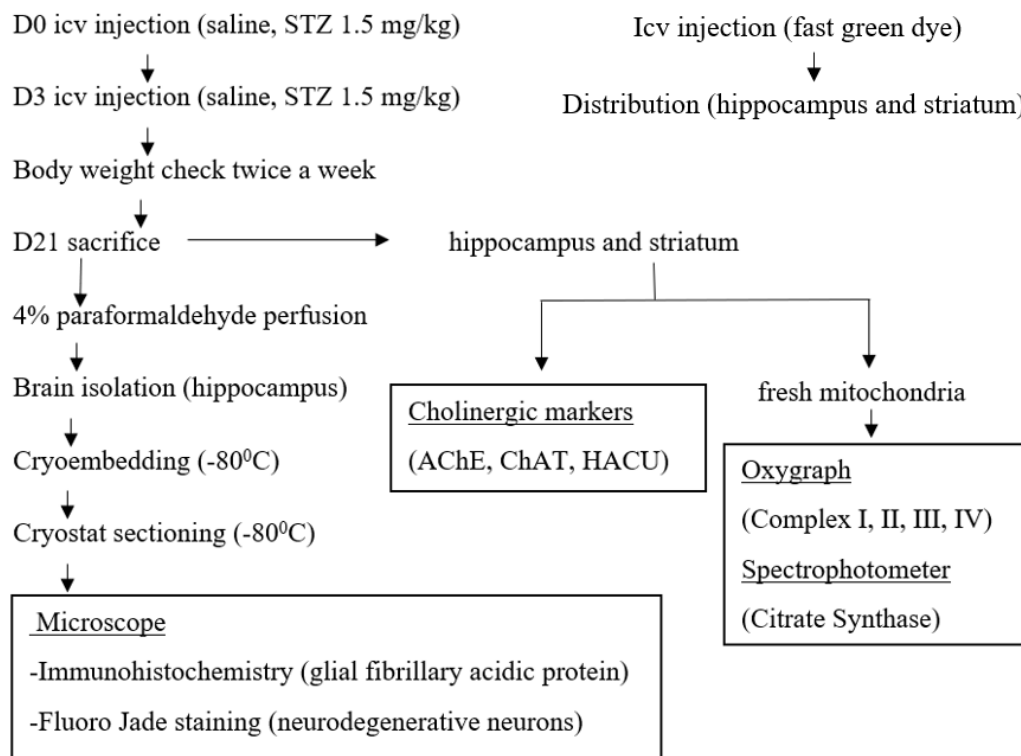 D0 icv injection (saline, STZ 1.5 mg/kg)
D3 icv injection (saline, STZ 1.5 mg/kg)
Body weight check twice a week
D21 sacrifice
4% paraformaldehyde perfusion
Brain isolation (hippocampus)
Cryoembedding (-80⁰C)
Cryostat sectioning (-80⁰C)
Microscope
-Immunohistochemistry (glial fibrillary acidic protein)
-Fluoro Jade staining (neurodegenerative neurons)
Icv injection (fast green dye)
Distribution (hippocampus and striatum)
hippocampus and striatum
Cholinergic markers
(AChE, ChAT, HACU)
fresh mitochondria
Oxygraph
(Complex I, II, III, IV)
Spectrophotometer
(Citrate Synthase)